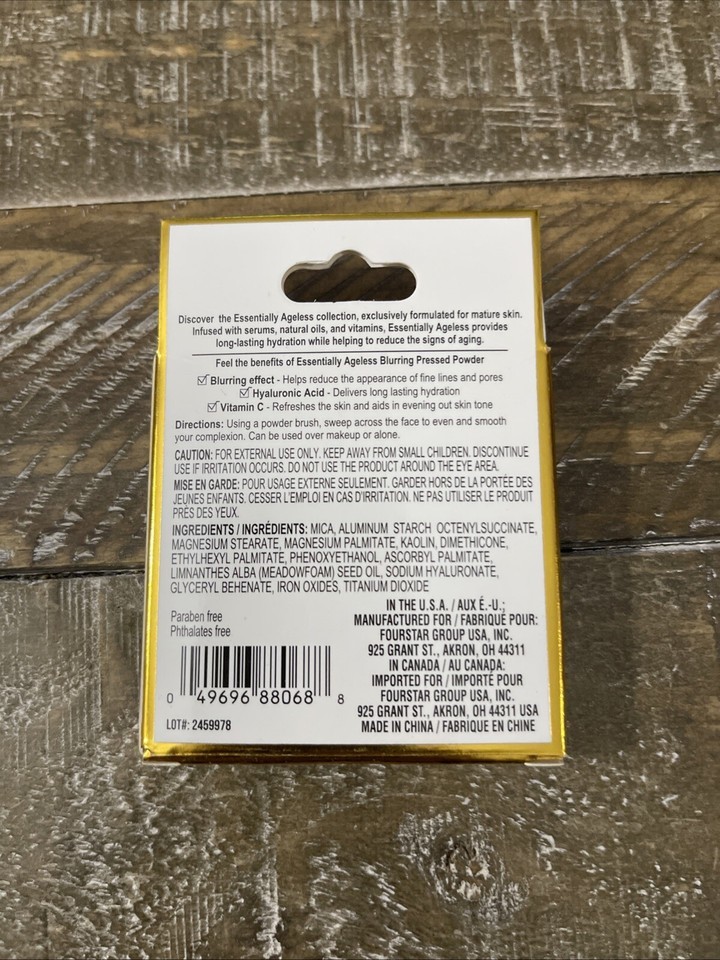 Discover the Essentially Ageless collection, exclusively formulated for mature skin.
Infused with serums, natural oils, and vitamins, Essentially Ageless provides
long-lasting hydration while helping to reduce the signs of aging.
Feel the benefits of Essentially Ageless Blurring Pressed Powder
Blurring effect - Helps reduce the appearance of fine lines and pores
Hyaluronic Acid - Delivers long lasting hydration
Vitamin C - Refreshes the skin and aids in evening out skin tone
Directions: Using a powder brush, sweep across the face to even and smooth
your complexion. Can be used over makeup or alone.
CAUTION: FOR EXTERNAL USE ONLY. KEEP AWAY FROM SMALL CHILDREN. DISCONTINUE
USE IF IRRITATION OCCURS. DO NOT USE THE PRODUCT AROUND THE EYE AREA.
MISE EN GARDE: POUR USAGE EXTERNE SEULEMENT. GARDER HORS DE LA PORTÉE DES
JEUNES ENFANTS. CESSER L'EMPLOI EN CAS D'IRRITATION. NE PAS UTILISER LE PRODUIT
PRÈS DES YEUX.
INGREDIENTS / INGRÉDIENTS: MICA, ALUMINUM STARCH OCTENYLSUCCINATE,
MAGNESIUM STEARATE, MAGNESIUM PALMITATE, KAOLIN, DIMETHICONE,
ETHYLHEXYL PALMITATE, PHENOXYETHANOL, ASCORBYL PALMITATE,
LIMNANTHES ALBA (MEADOWFOAM) SEED OIL, SODIUM HYALURONATE,
GLYCERYL BEHENATE, IRON OXIDES, TITANIUM DIOXIDE
Paraben free
Phthalates free
0 49696 88068 8
LOT#: 2459978
IN THE U.S.A. / AUX É.-U.:
MANUFACTURED FOR / FABRIQUÉ POUR:
FOURSTAR GROUP USA, INC.
925 GRANT ST., AKRON, OH 44311
IN CANADA / AU CANADA:
IMPORTED FOR / IMPORTÉ POUR
FOURSTAR GROUP USA, INC.
925 GRANT ST., AKRON, OH 44311 USA
MADE IN CHINA / FABRIQUE EN CHINE